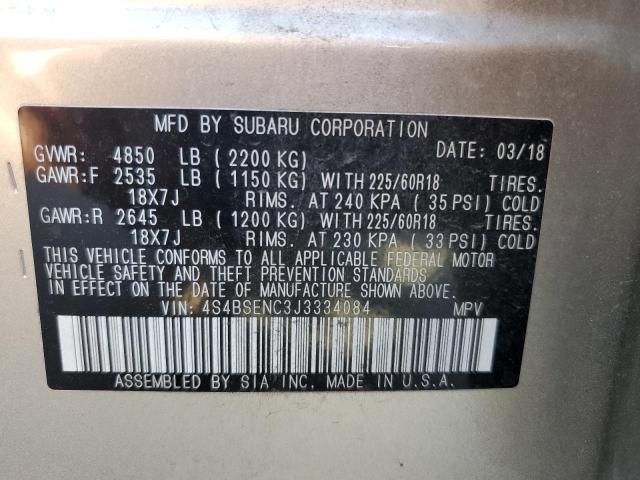 MFD BY SUBARU CORPORATION
GVWR: 4850 LB ( 2200 KG) DATE: 03/18
GAWR:F 2535 LB ( 1150 KG) WITH 225/60R18 TIRES.
18X7J RIMS. AT 240 KPA ( 35 PSI) COLD
GAWR:R 2645 LB ( 1200 KG) WITH 225/60R18 TIRES.
18X7J RIMS. AT 230 KPA ( 33 PSI) COLD
THIS VEHICLE CONFORMS TO ALL APPLICABLE FEDERAL MOTOR
VEHICLE SAFETY AND THEFT PREVENTION STANDARDS
IN EFFECT ON THE DATE OF MANUFACTURE SHOWN ABOVE.
VIN: 4S4BSENC3J3334084 MPV
ASSEMBLED BY SIA INC. MADE IN U.S.A.